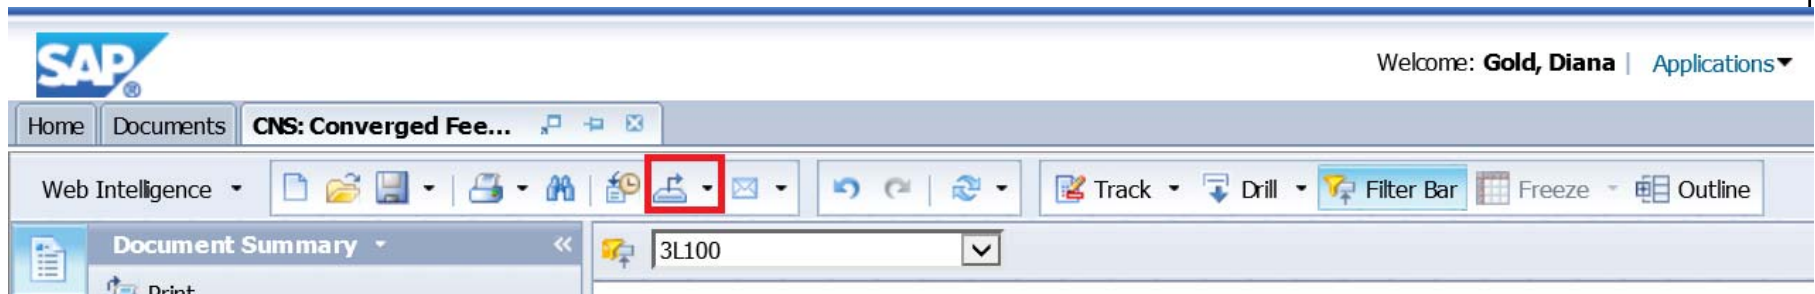 SAP®
Welcome: Gold, Diana | Applications
Home Documents CNS: Converged Fee...
Web Intelligence Track Drill Filter Bar Freeze Outline
Document Summary « 3L100
Print